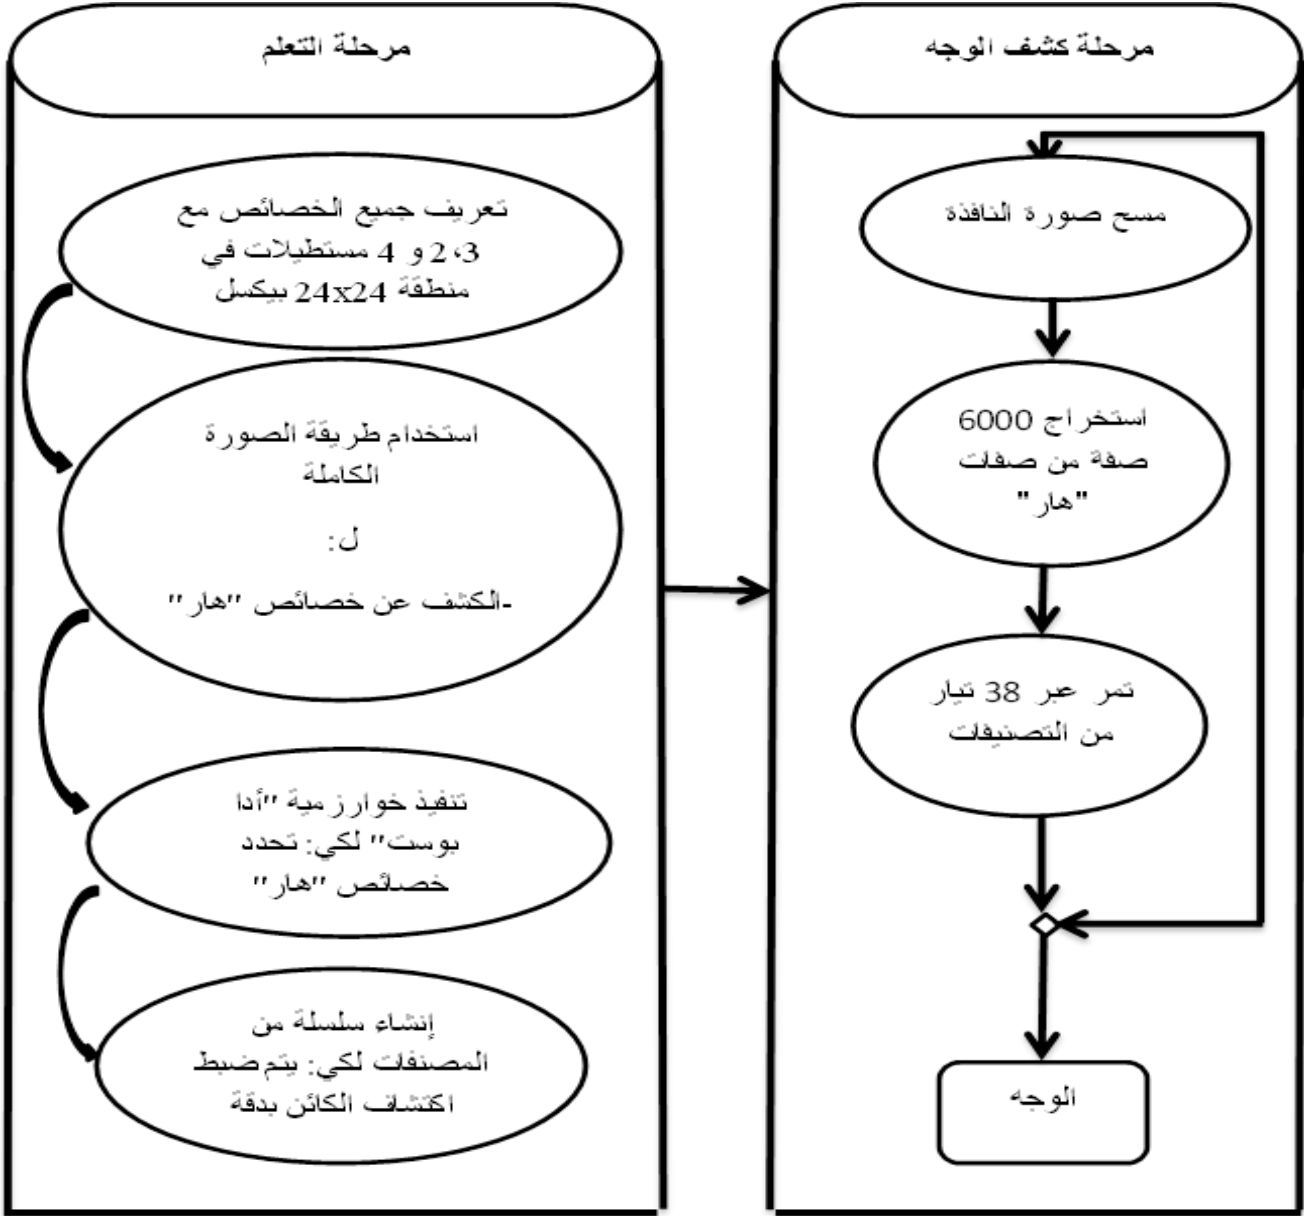 مرحلة التعلم
تعريف جميع الخصائص مع
2،3 و 4 مستطيلات في
منطقة 24x24 بيكسل
استخدام طريقة الصورة
الكاملة
ل:
-الكشف عن خصائص "هار"
تنفيذ خوارزمية "أدا
بوست" لكي: تحدد
خصائص "هار"
إنشاء سلسلة من
المصنفات لكي: يتم ضبط
اكتشاف الكائن بدقة
مرحلة كشف الوجه
مسح صورة النافذة
استخراج 6000
صفة من صفات
"هار"
تمر عبر 38 تيار
من التصنيفات
الوجه